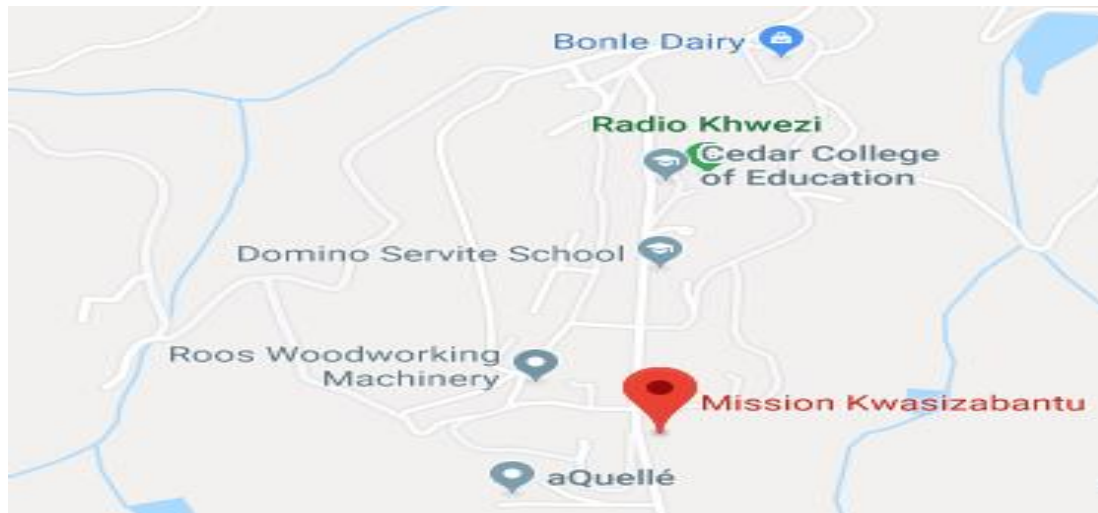 Bonle Dairy
Radio Khwezi
Cedar College
of Education
Domino Servite School
Roos Woodworking
Machinery
Mission Kwasizabantu
aQuellé